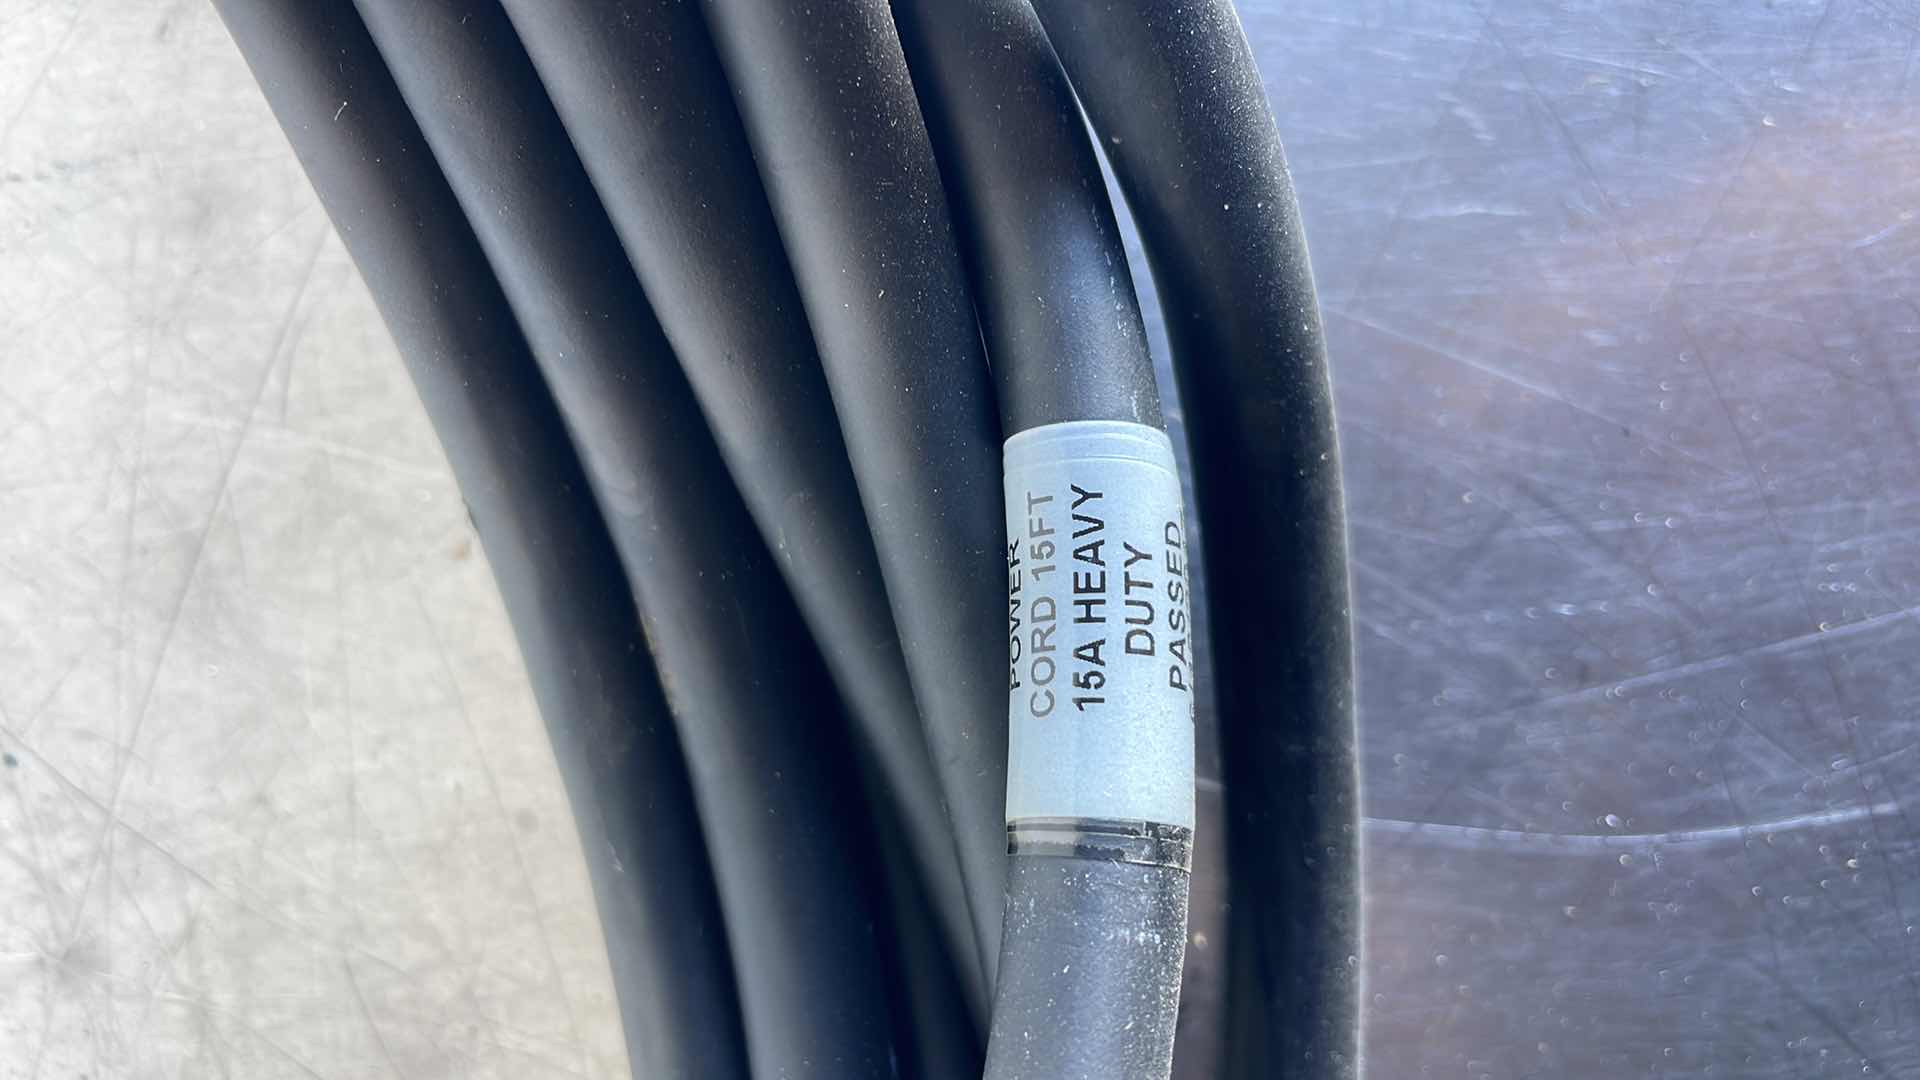 POWER
CORD 15FT
15A HEAVY
DUTY
PASSED